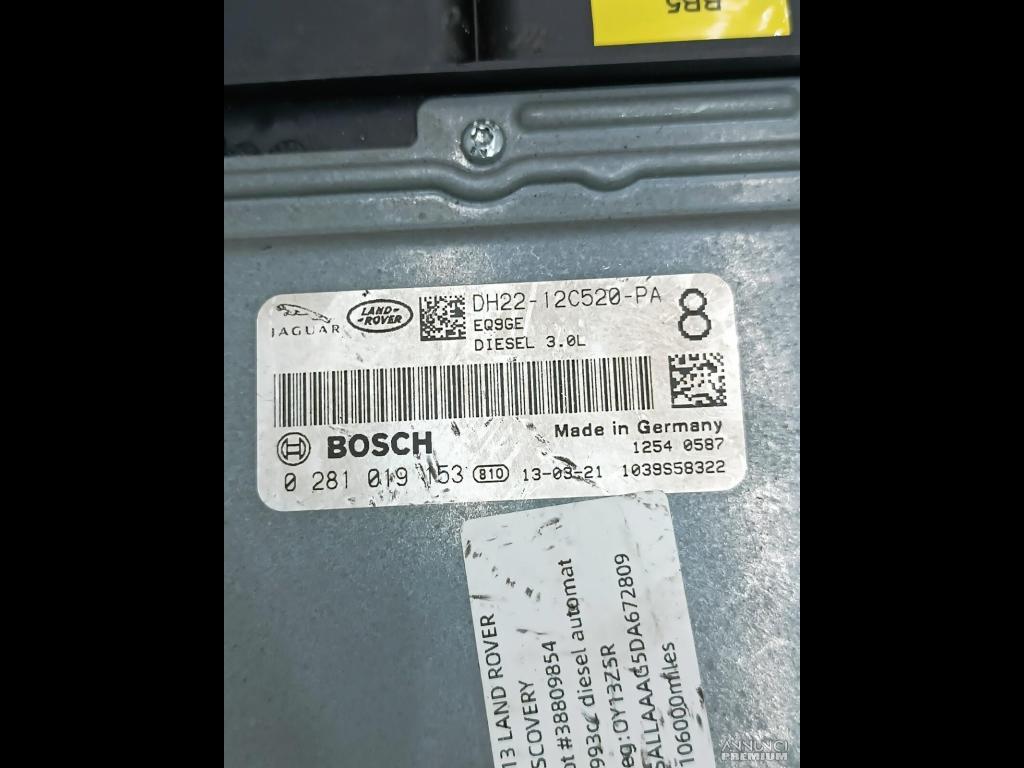 BB5
JAGUAR
LAND-
-ROVER
DH22-12C520-PA
8
EQ9GE
DIESEL 3.0L
Made in Germany
BOSCH
1254 0587
0 281 019 153 810 13-03-21 1039S58322
13 LAND ROVER
SCOVERY
ot #38809854
993cc diesel automat
eg:OY13ZSR
SALLAAAG5DA672809
106000miles
ANNUNCI
PREMIUM